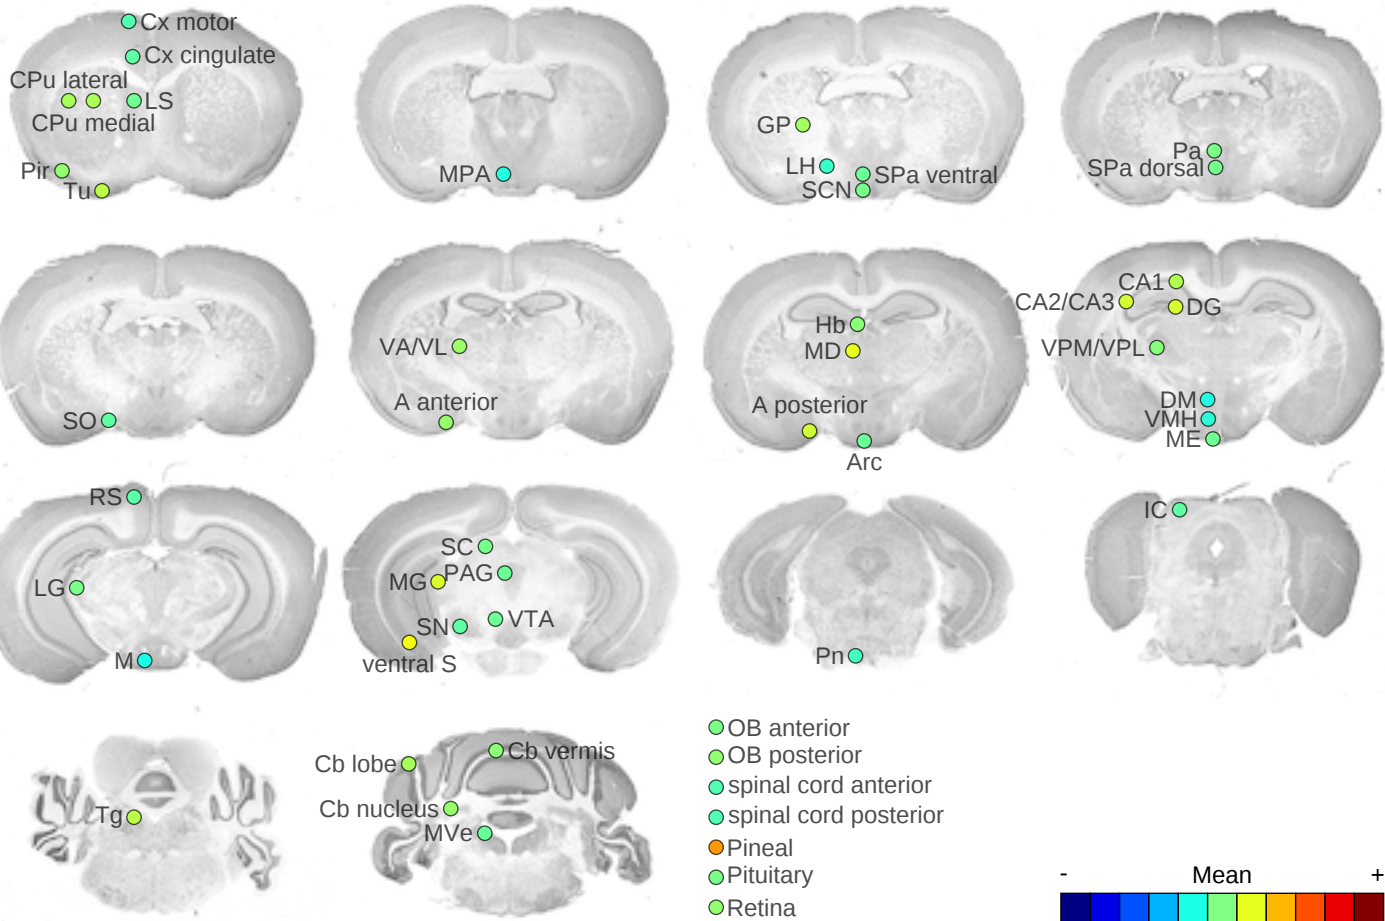 Cx motor
Cx cingulate
CPu lateral
LS
CPu medial
Pir
Tu
MPA
GP
LH
SPa ventral
SCN
Pa
SPa dorsal
SO
VA/VL
A anterior
Hb
MD
A posterior
Arc
CA1
CA2/CA3
DG
VPM/VPL
DM
VMH
ME
RS
LG
M
SC
PAG
MG
SN
VTA
ventral S
Pn
IC
Tg
Cb vermis
Cb lobe
Cb nucleus
MVe
OB anterior
OB posterior
spinal cord anterior
spinal cord posterior
Pineal
Pituitary
Retina
- Mean +